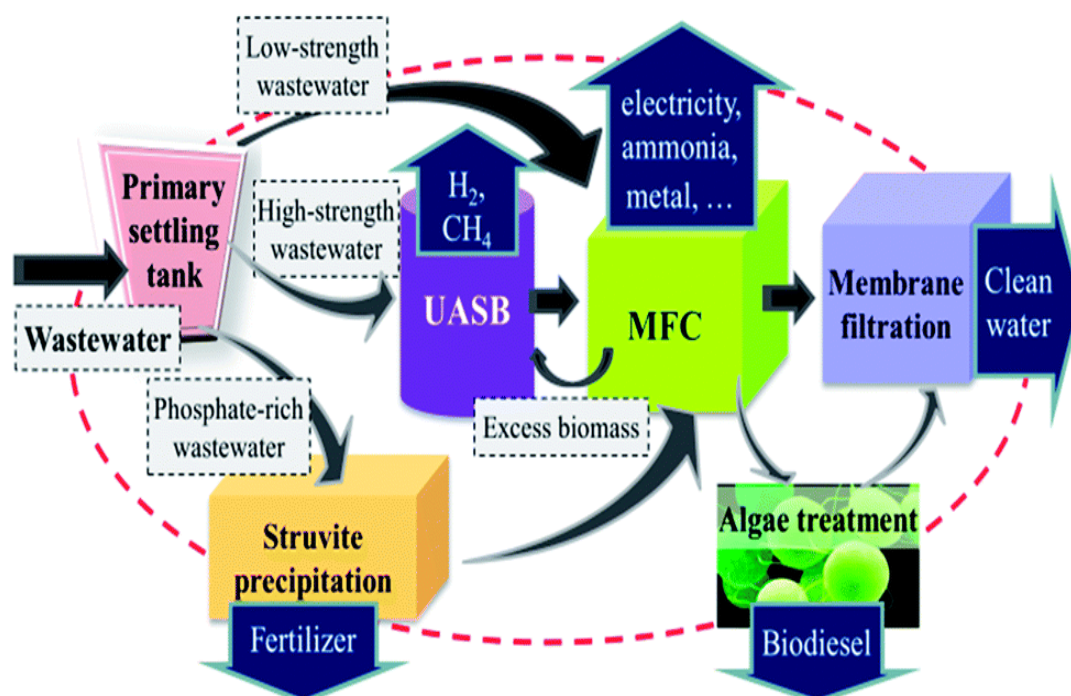 Low-strength
wastewater
electricity,
ammonia,
metal, …
Primary
settling
tank
High-strength
wastewater
H₂,
CH₄
Wastewater
UASB
MFC
Membrane
filtration
Clean
water
Phosphate-rich
wastewater
Excess biomass
Struvite
precipitation
Algae treatment
Fertilizer
Biodiesel